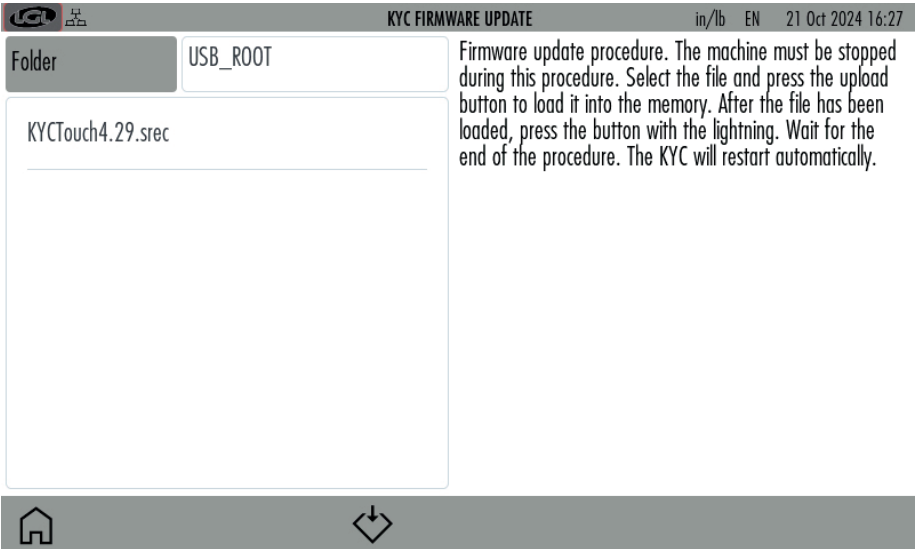 LGL KYC FIRMWARE UPDATE in/lb EN 21 Oct 2024 16:27
Folder USB_ROOT
KYCTouch4.29.srec
Firmware update procedure. The machine must be stopped
during this procedure. Select the file and press the upload
button to load it into the memory. After the file has been
loaded, press the button with the lightning. Wait for the
end of the procedure. The KYC will restart automatically.